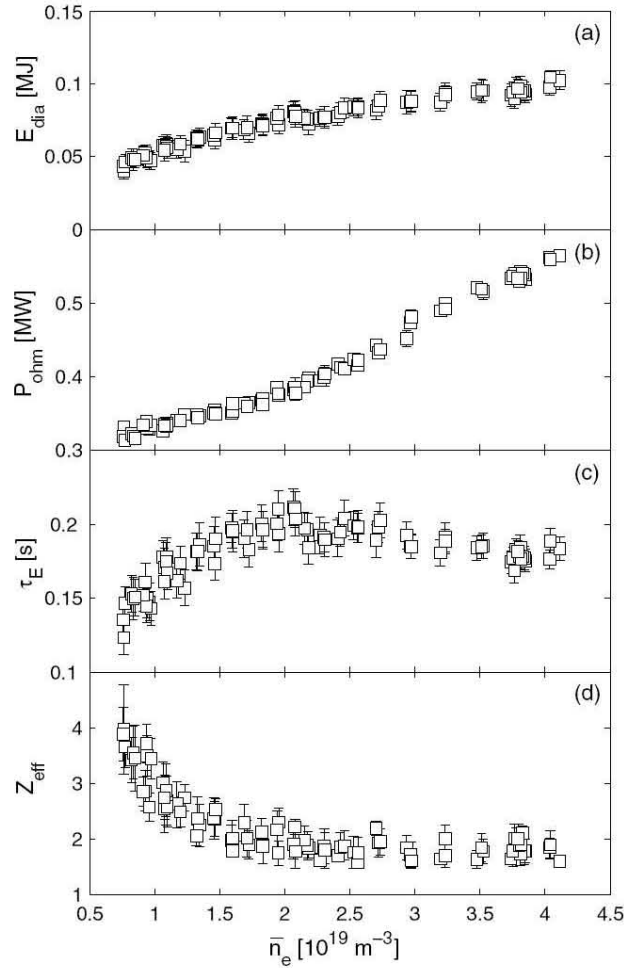 0.15
(a)
0.1
E_dia [MJ]
0.05
0
(b)
0.5
P_ohm [MW]
0.4
0.3
(c)
0.2
τ_E [s]
0.15
0.1
(d)
4
Z_eff
3
2
1
0.5 1 1.5 2 2.5 3 3.5 4 4.5
n̅_e [10^19 m^-3]